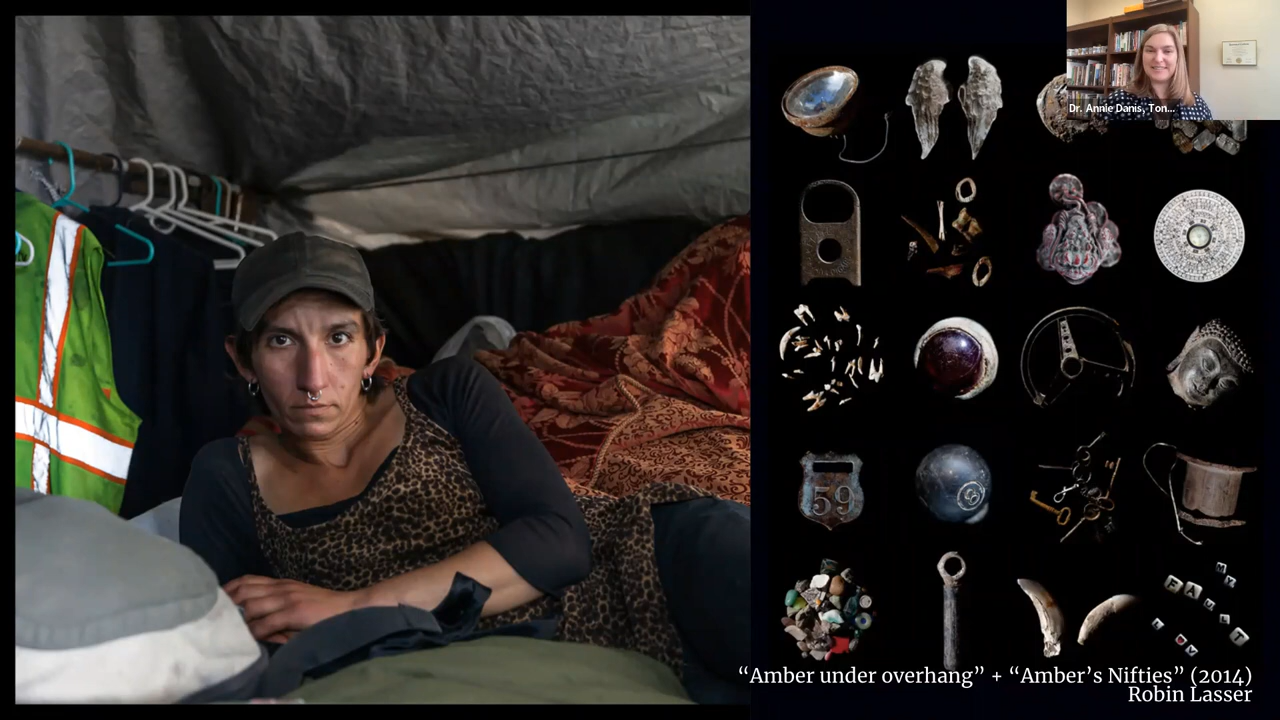 Dr. Annie Danis, Ton...
59
“Amber under overhang” + “Amber’s Nifties” (2014)
Robin Lasser